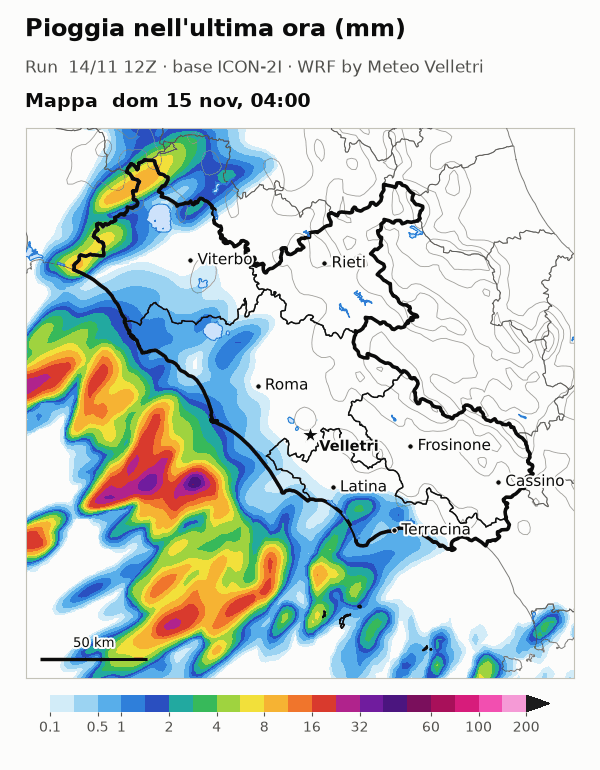 Pioggia nell'ultima ora (mm)
Run 14/11 12Z · base ICON-2I · WRF by Meteo Velletri
Mappa dom 15 nov, 04:00
Viterbo
Rieti
Roma
Velletri
Frosinone
Cassino
Latina
Terracina
50 km
0.1 0.5 1 2 4 8 16 32 60 100 200